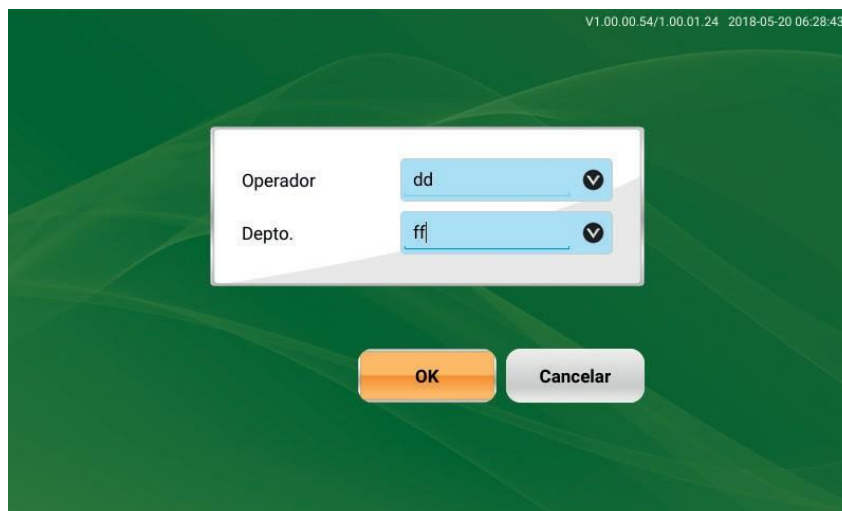 V1.00.00.54/1.00.01.24 2018-05-20 06:28:43
Operador dd
Depto. ff
OK Cancelar